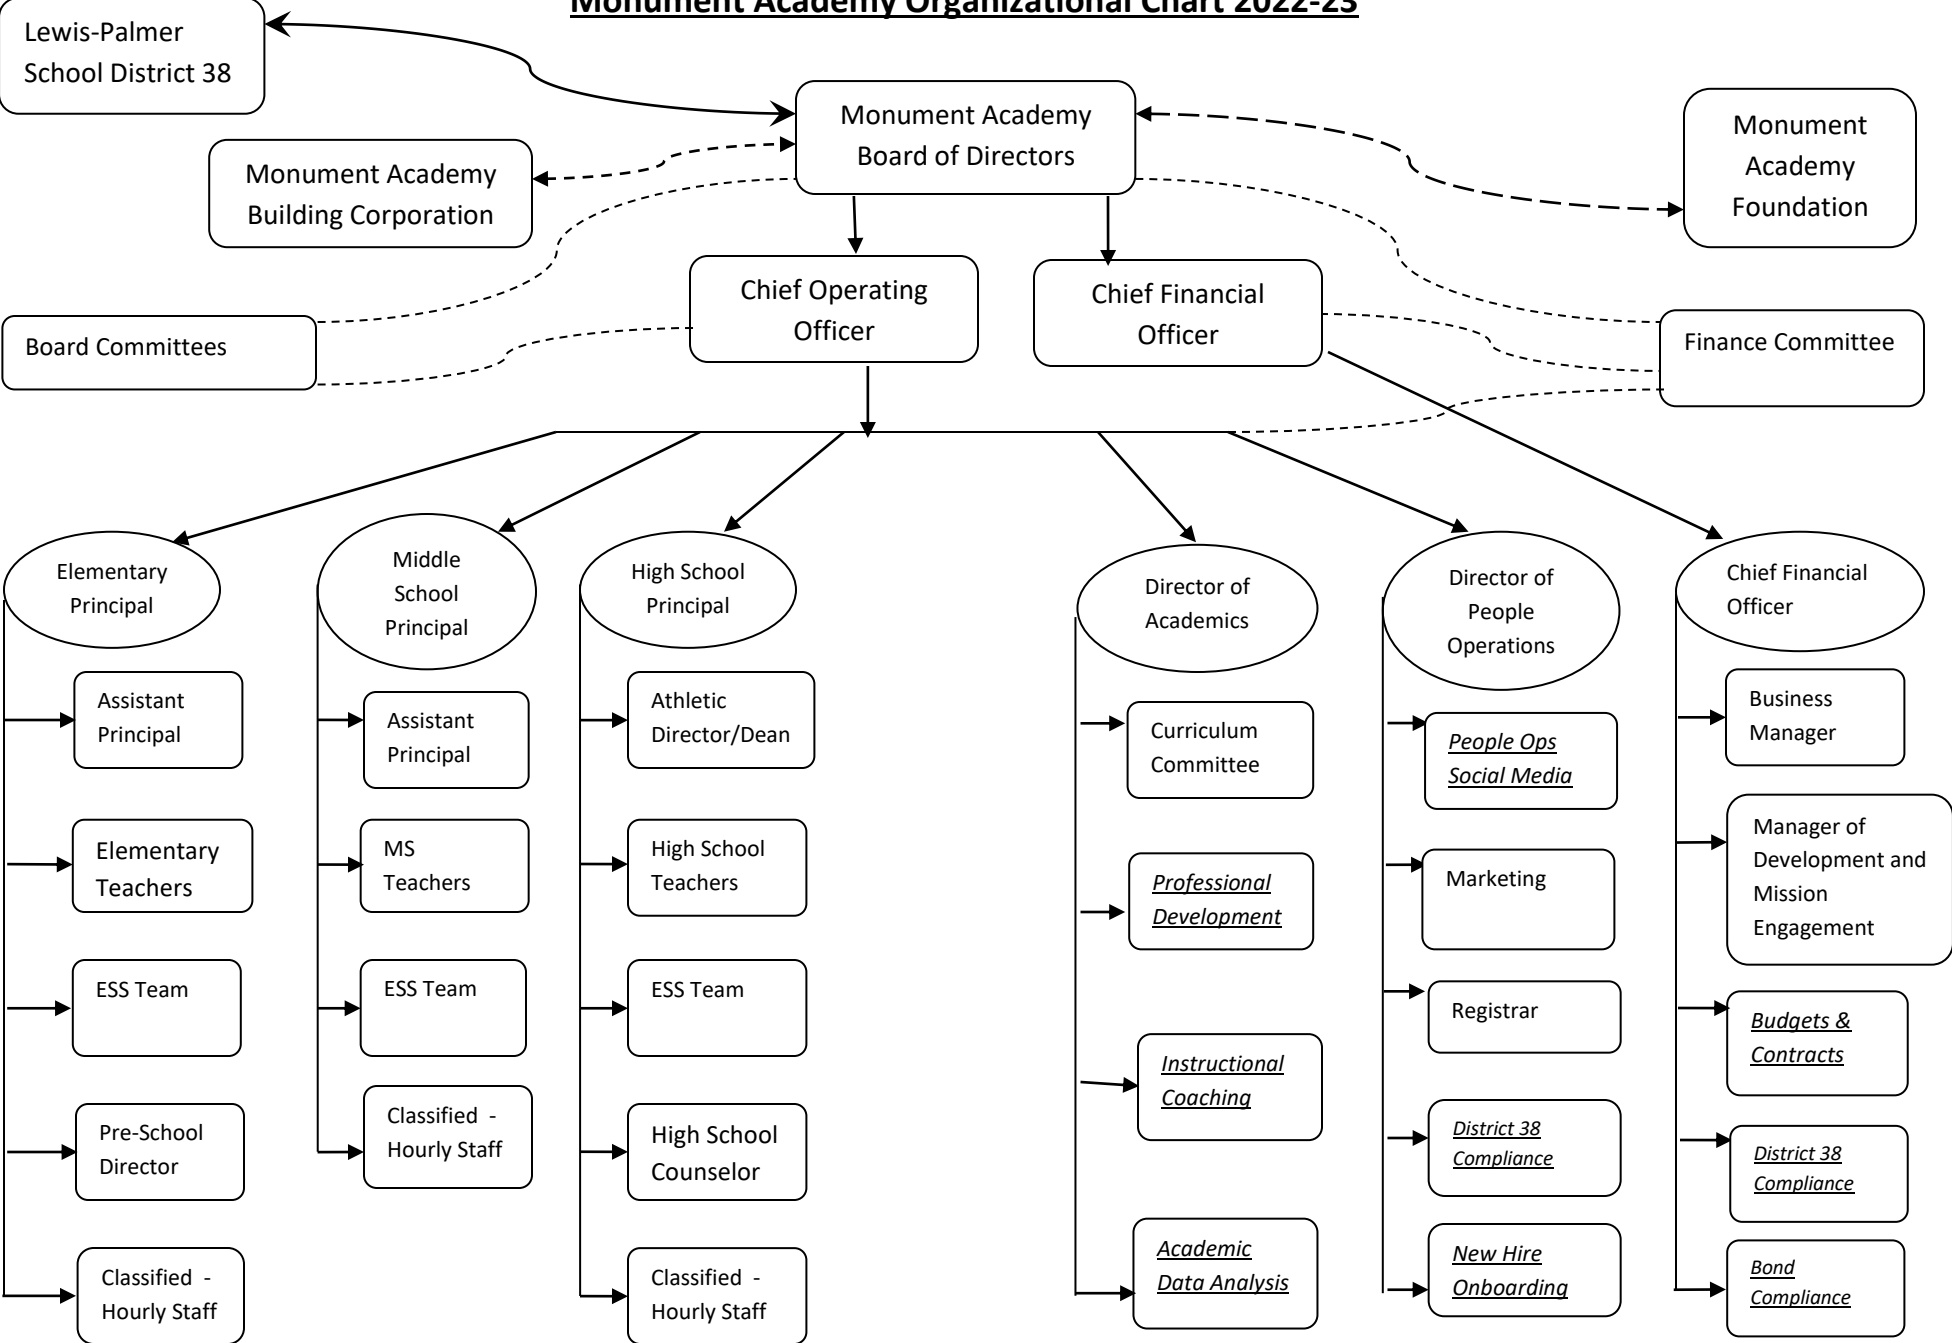 Monument Academy Organizational Chart 2022-23
Lewis-Palmer
School District 38
Monument Academy
Board of Directors
Monument
Academy
Foundation
Monument Academy
Building Corporation
Chief Operating
Officer
Chief Financial
Officer
Board Committees
Finance Committee
Elementary
Principal
Middle
School
Principal
High School
Principal
Director of
Academics
Director of
People
Operations
Chief Financial
Officer
Assistant
Principal
Elementary
Teachers
ESS Team
Pre-School
Director
Classified -
Hourly Staff
Assistant
Principal
MS
Teachers
ESS Team
Classified -
Hourly Staff
Athletic
Director/Dean
High School
Teachers
ESS Team
High School
Counselor
Classified -
Hourly Staff
Curriculum
Committee
Professional
Development
Instructional
Coaching
Academic
Data Analysis
People Ops
Social Media
Marketing
Registrar
District 38
Compliance
New Hire
Onboarding
Business
Manager
Manager of
Development and
Mission
Engagement
Budgets &
Contracts
District 38
Compliance
Bond
Compliance